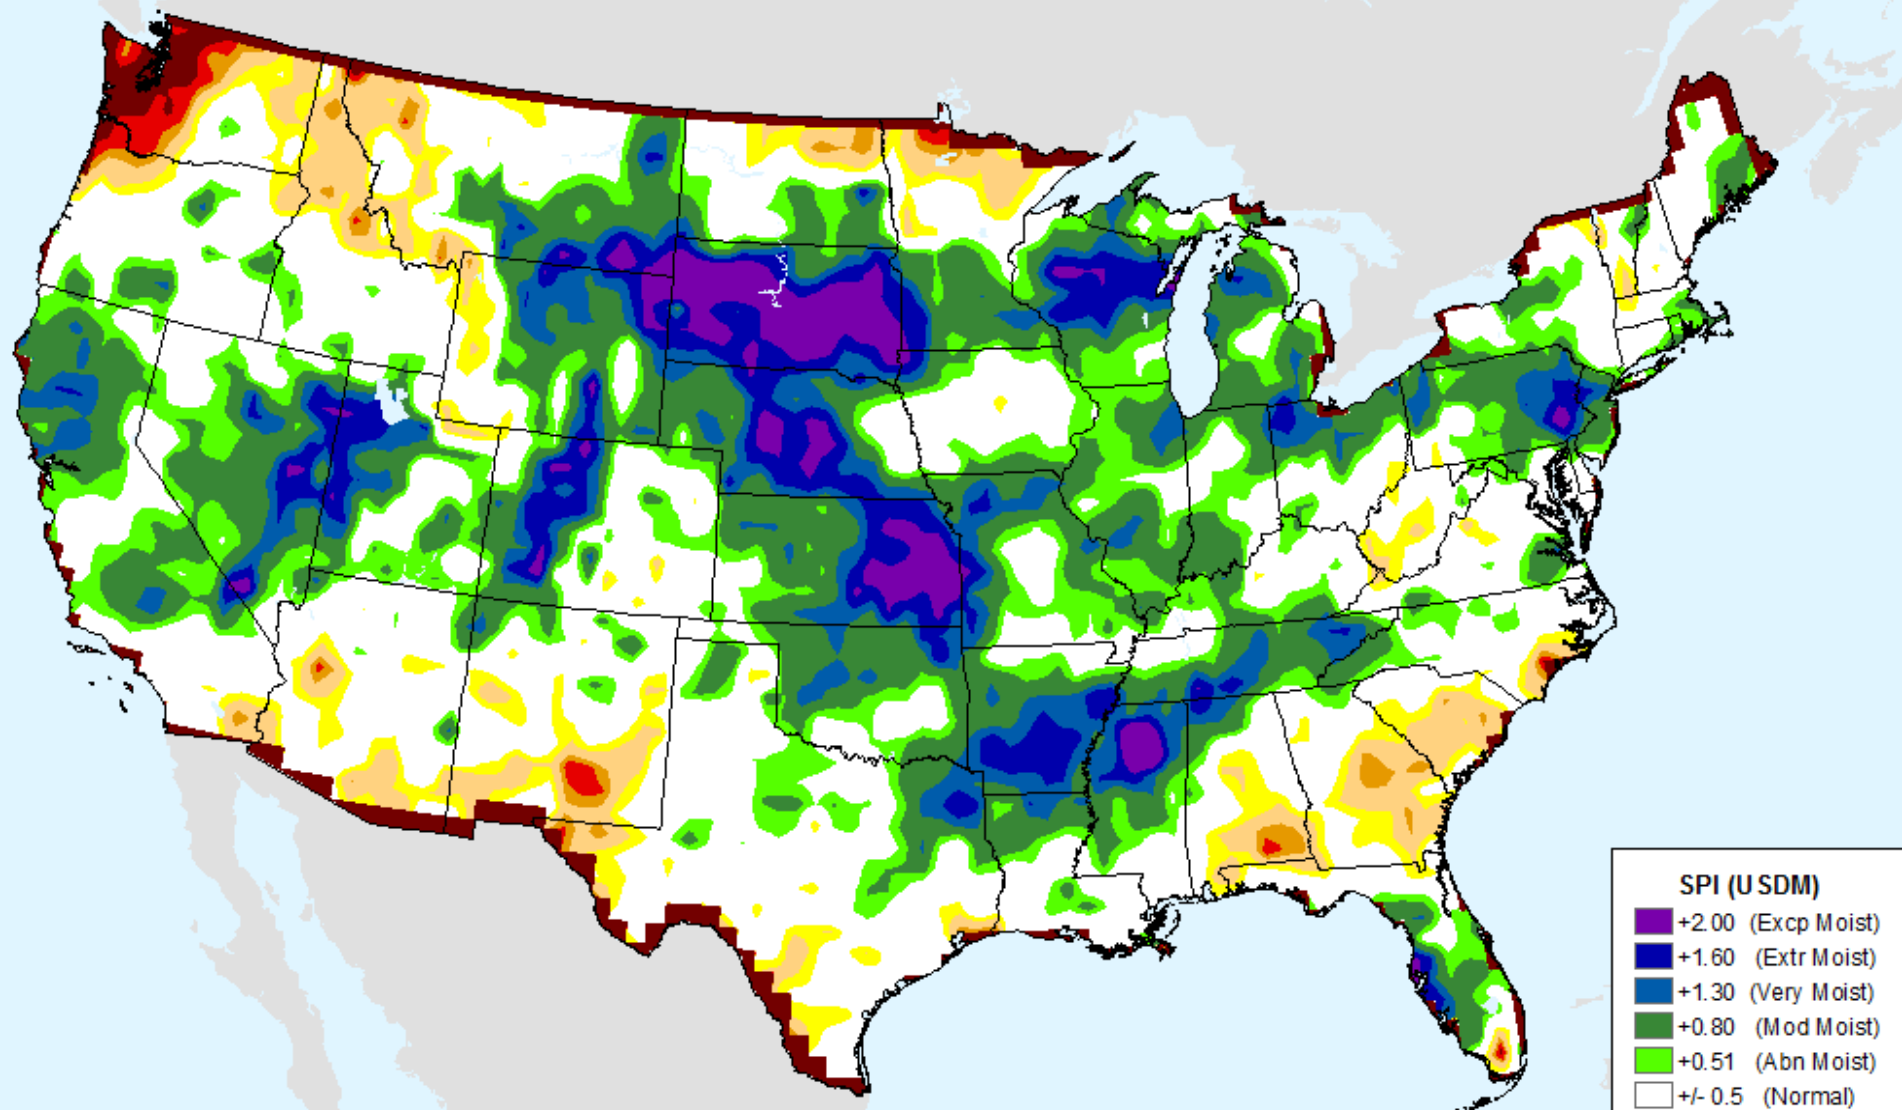 SPI (USDM)
+2.00 (Excp Moist)
+1.60 (Extr Moist)
+1.30 (Very Moist)
+0.80 (Mod Moist)
+0.51 (Abn Moist)
+/- 0.5 (Normal)